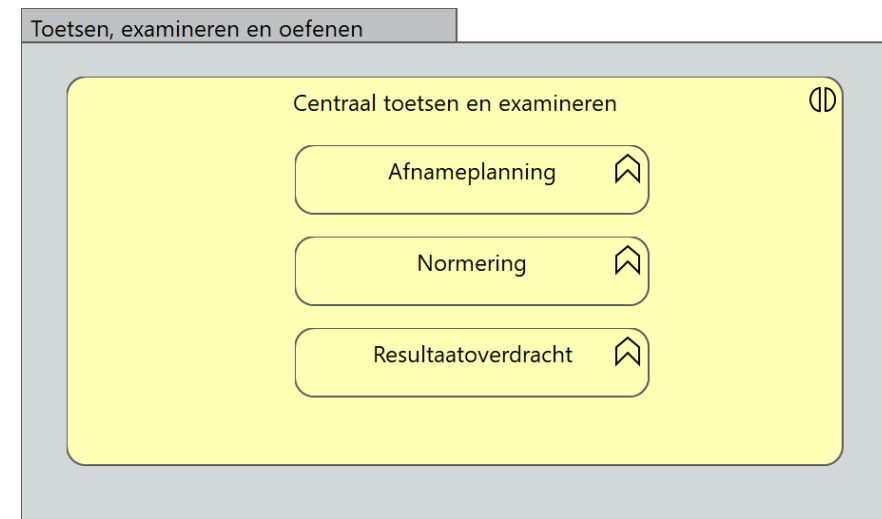 Toetsen, examineren en oefenen
Centraal toetsen en examineren
Afnameplanning
Normering
Resultaatoverdracht